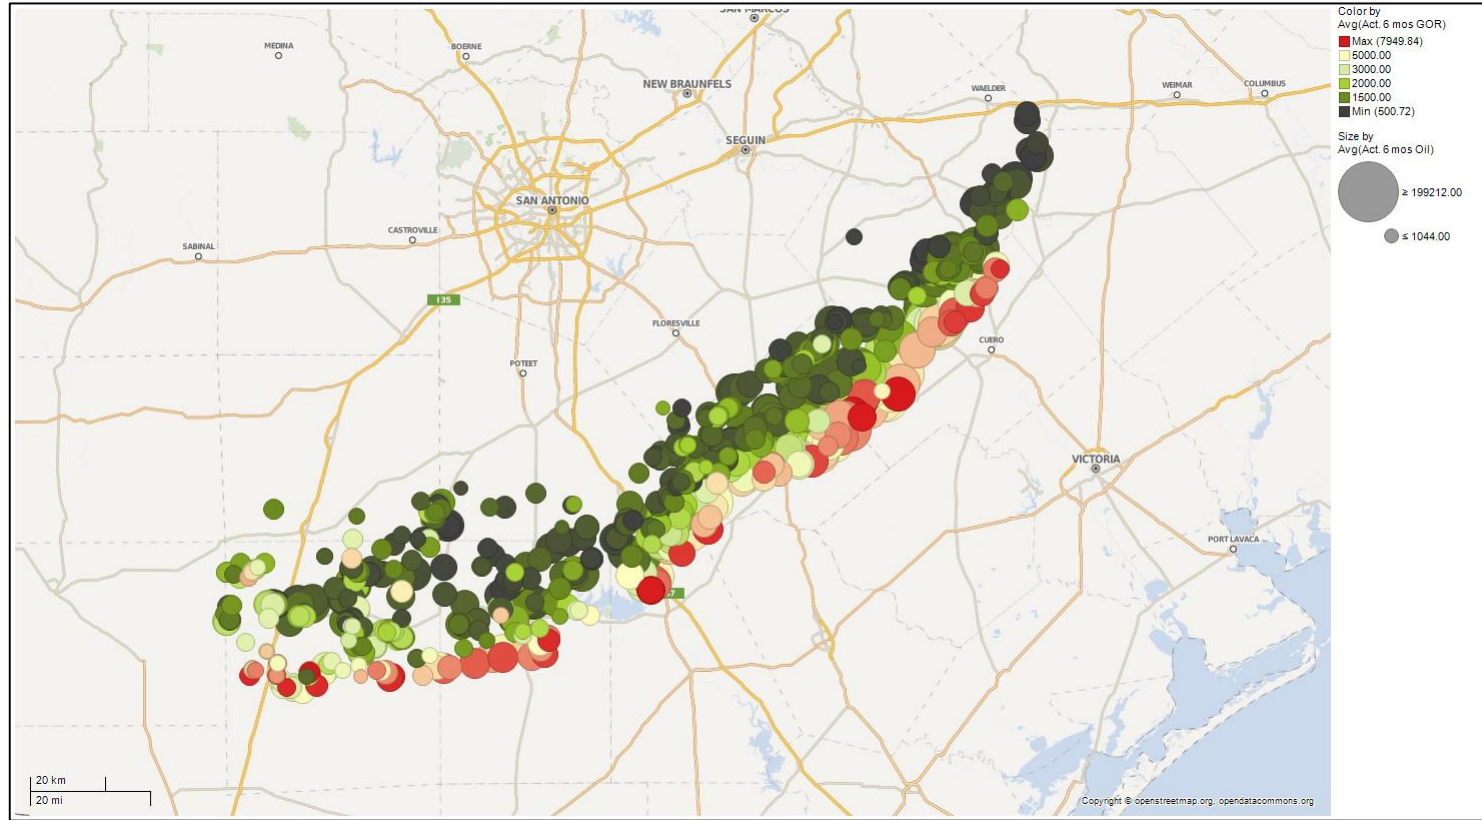 SAN MARCOS
MEDINA
BOERNE
NEW BRAUNFELS
WAELDER
WEIMAR
COLUMBUS
SEGUIN
SAN ANTONIO
CASTROVILLE
SABINAL
I 35
FLORESVILLE
CUERO
POTEET
VICTORIA
PORT LAVACA
20 km
20 mi
Copyright © openstreetmap.org, opendatacommons.org
Color by
Avg(Act. 6 mos GOR)
Max (7949.84)
5000.00
3000.00
2000.00
1500.00
Min (500.72)
Size by
Avg(Act. 6 mos Oil)
≥ 199212.00
≤ 1044.00